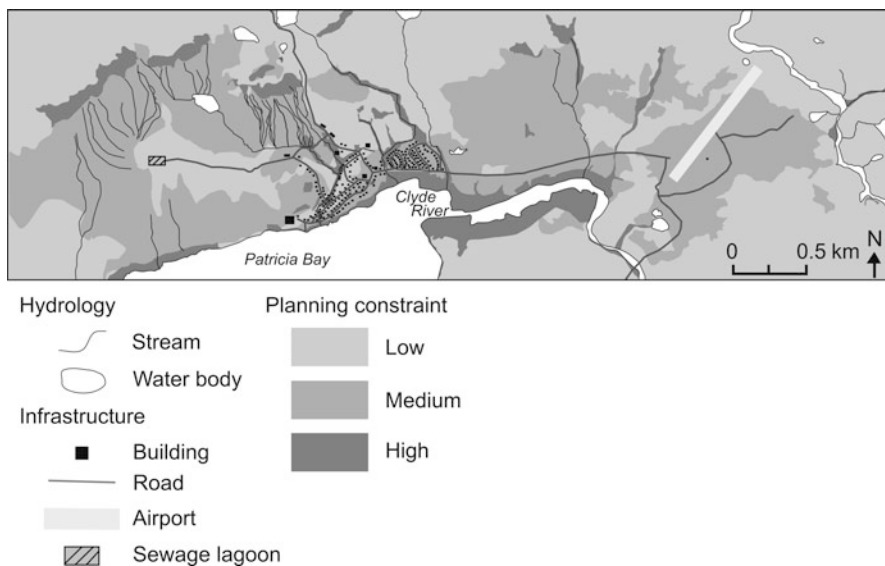 Clyde
River
Patricia Bay
0 0.5 km
N
Hydrology
Stream
Water body
Infrastructure
Building
Road
Airport
Sewage lagoon
Planning constraint
Low
Medium
High